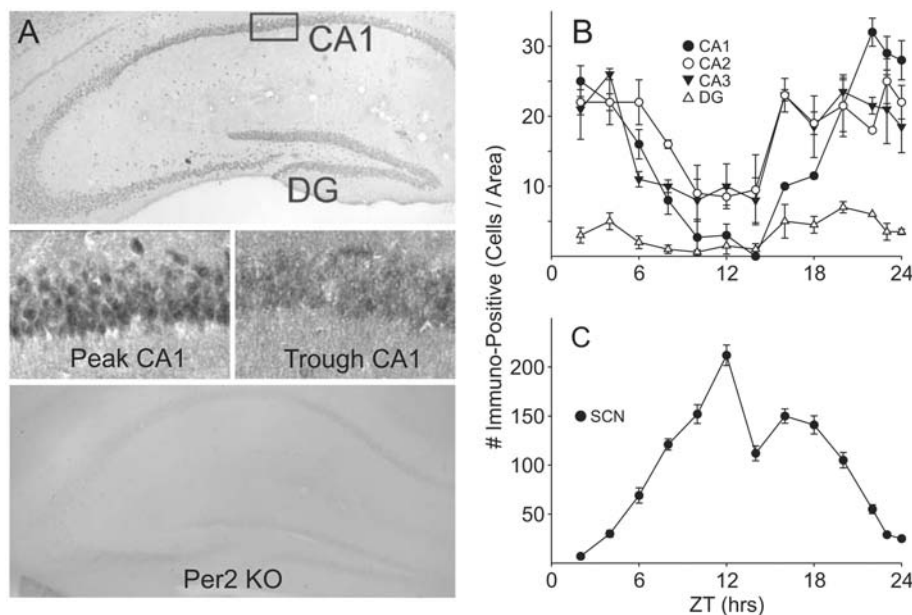 A
CA1
DG
Peak CA1
Trough CA1
Per2 KO
B
CA1
CA2
CA3
DG
30
20
10
6
12
18
24
# Immuno-Positive (Cells / Area)
C
SCN
200
150
100
50
0
6
12
18
24
ZT (hrs)